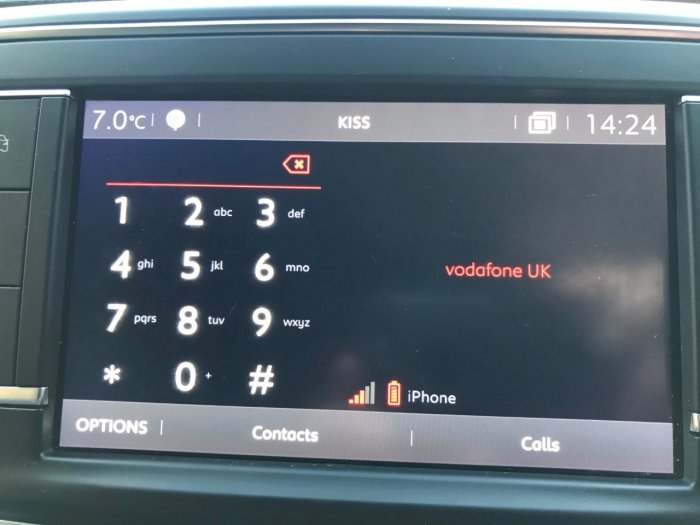 7.0°C KISS 14:24
1 2 abc 3 def
4 ghi 5 jkl 6 mno
vodafone UK
7 pqrs 8 tuv 9 wxyz
* 0 + #
iPhone
OPTIONS Contacts Calls